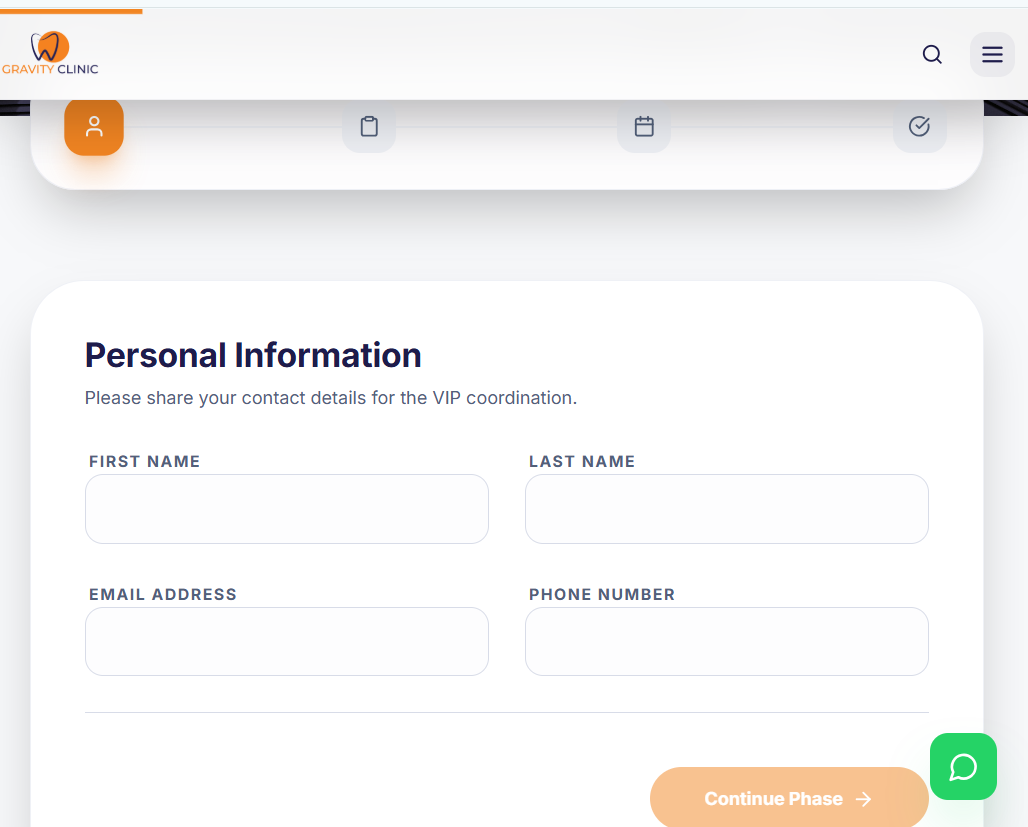 GRAVITY CLINIC
Personal Information
Please share your contact details for the VIP coordination.
FIRST NAME
LAST NAME
EMAIL ADDRESS
PHONE NUMBER
Continue Phase